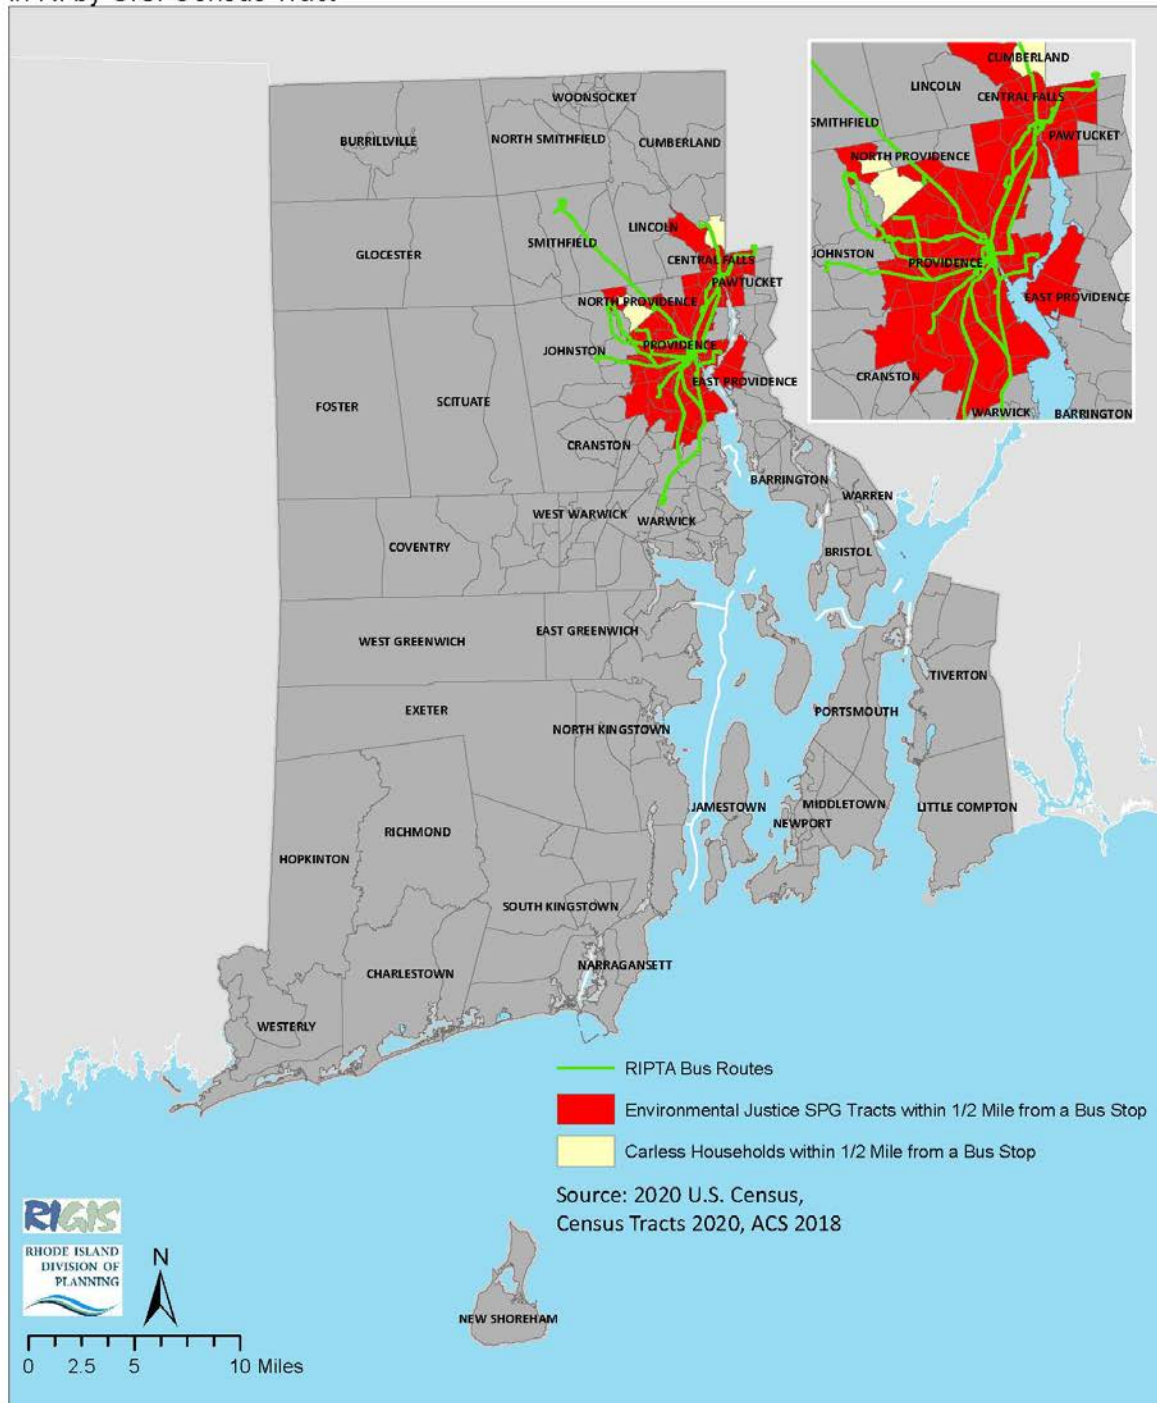 CUMBERLAND
LINCOLN
CENTRAL FALLS
SMITHFIELD
PAWTUCKET
NORTH PROVIDENCE
JOHNSTON
PROVIDENCE
EAST PROVIDENCE
CRANSTON
WARWICK
BARRINGTON
WOONSOCKET
BURRILLVILLE
NORTH SMITHFIELD
CUMBERLAND
GLOCESTER
SMITHFIELD
LINCOLN
CENTRAL FALLS
PAWTUCKET
NORTH PROVIDENCE
JOHNSTON
PROVIDENCE
EAST PROVIDENCE
FOSTER
SCITUATE
CRANSTON
BARRINGTON
WARREN
WEST WARWICK
WARWICK
COVENTRY
BRISTOL
WEST GREENWICH
EAST GREENWICH
TIVERTON
EXETER
PORTSMOUTH
NORTH KINGSTOWN
JAMESTOWN
MIDDLETOWN
LITTLE COMPTON
NEWPORT
RICHMOND
HOPKINTON
SOUTH KINGSTOWN
NARRAGANSETT
CHARLESTOWN
WESTERLY
RIPTA Bus Routes
Environmental Justice SPG Tracts within 1/2 Mile from a Bus Stop
Carless Households within 1/2 Mile from a Bus Stop
Source: 2020 U.S. Census,
Census Tracts 2020, ACS 2018
RIGIS
RHODE ISLAND
DIVISION OF
PLANNING
N
NEW SHOREHAM
0 2.5 5 10 Miles